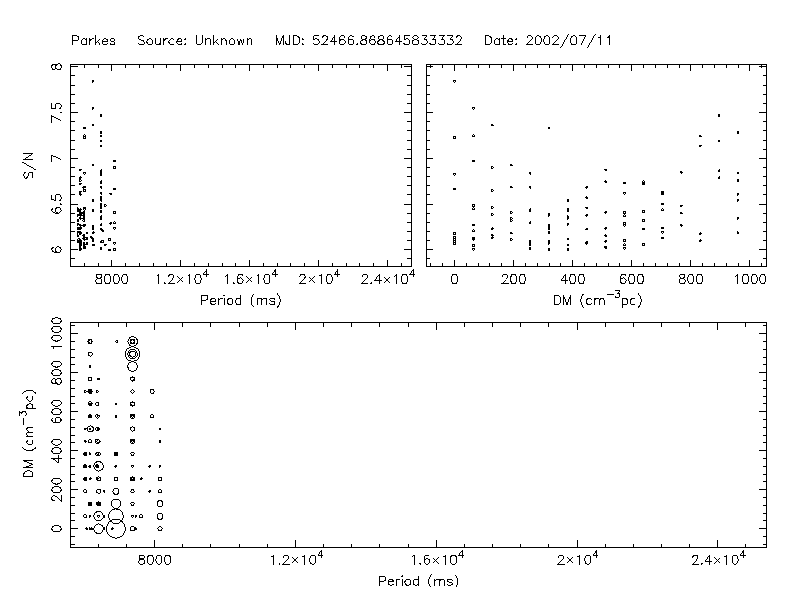 Parkes Source: Unknown MJD: 52466.868645833332 Date: 2002/07/11
8
7.5
7
6.5
6
S/N
8000 1.2×10⁴ 1.6×10⁴ 2×10⁴ 2.4×10⁴
Period (ms)
0 200 400 600 800 1000
DM (cm⁻³pc)
1000
800
600
400
200
0
DM (cm⁻³pc)
8000 1.2×10⁴ 1.6×10⁴ 2×10⁴ 2.4×10⁴
Period (ms)